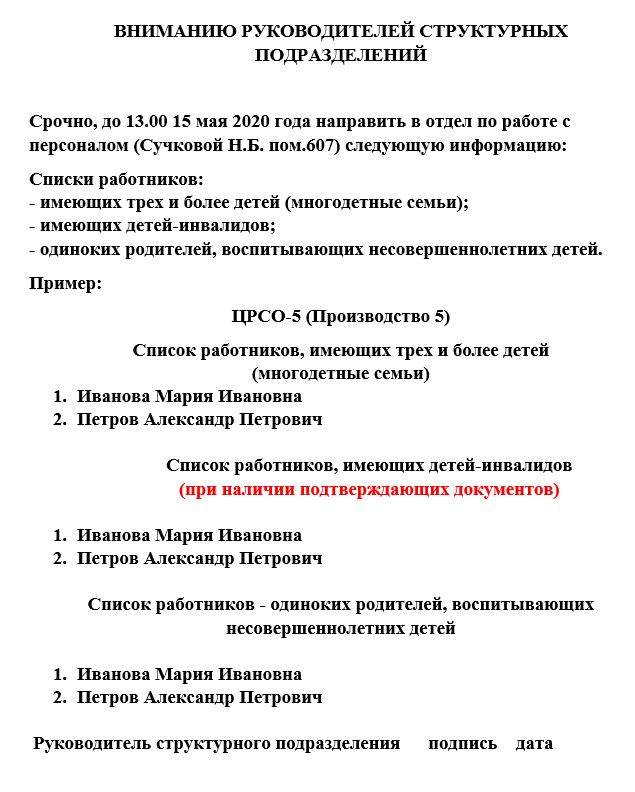 ВНИМАНИЮ РУКОВОДИТЕЛЕЙ СТРУКТУРНЫХ
ПОДРАЗДЕЛЕНИЙ
Срочно, до 13.00 15 мая 2020 года направить в отдел по работе с
персоналом (Сучковой Н.Б. пом.607) следующую информацию:
Списки работников:
- имеющих трех и более детей (многодетные семьи);
- имеющих детей-инвалидов;
- одиноких родителей, воспитывающих несовершеннолетних детей.
Пример:
ЦРСО-5 (Производство 5)
Список работников, имеющих трех и более детей
(многодетные семьи)
1. Иванова Мария Ивановна
2. Петров Александр Петрович
Список работников, имеющих детей-инвалидов
(при наличии подтверждающих документов)
1. Иванова Мария Ивановна
2. Петров Александр Петрович
Список работников - одиноких родителей, воспитывающих
несовершеннолетних детей
1. Иванова Мария Ивановна
2. Петров Александр Петрович
Руководитель структурного подразделения подпись дата